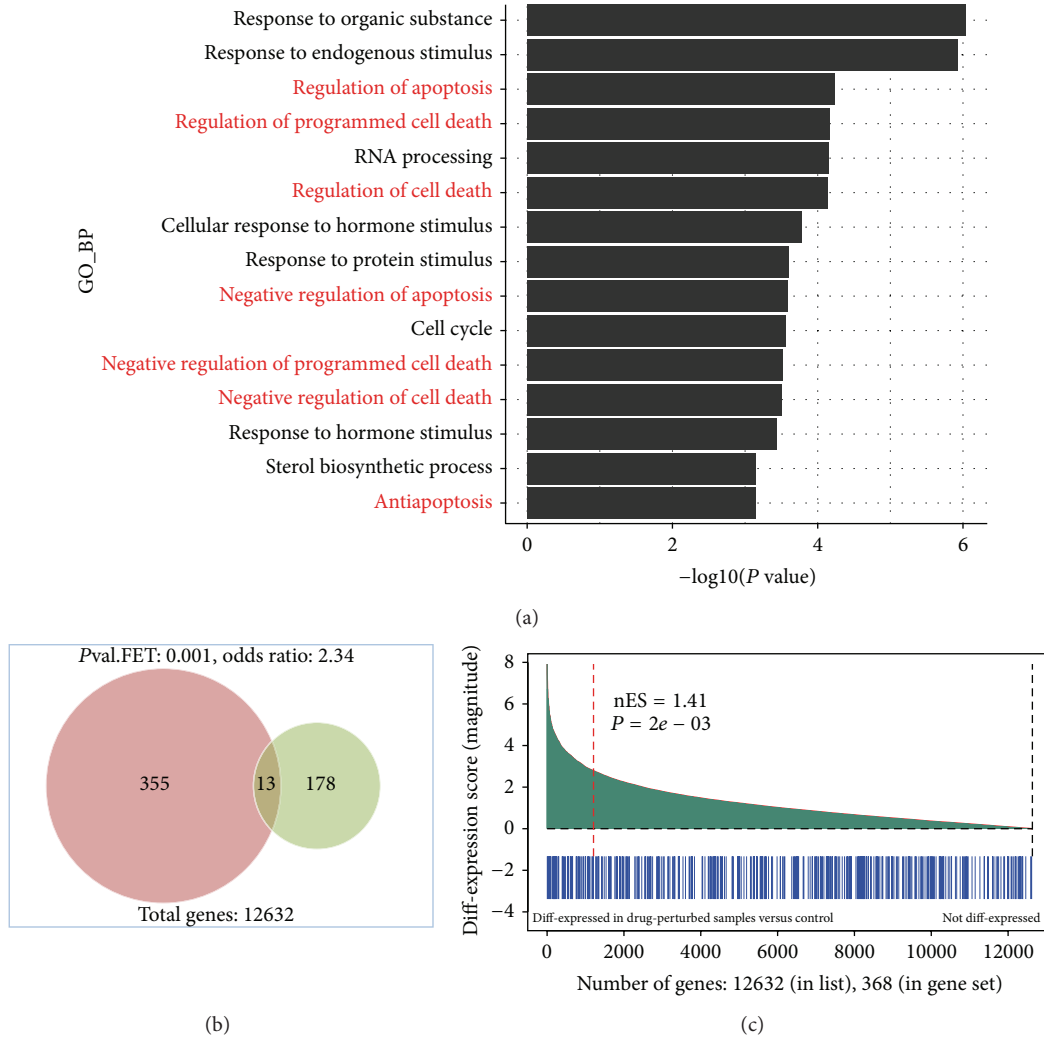 Response to organic substance
Response to endogenous stimulus
Regulation of apoptosis
Regulation of programmed cell death
RNA processing
Regulation of cell death
Cellular response to hormone stimulus
Response to protein stimulus
Negative regulation of apoptosis
Cell cycle
Negative regulation of programmed cell death
Negative regulation of cell death
Response to hormone stimulus
Sterol biosynthetic process
Antiapoptosis
GO_BP
0 2 4 6
−log10(P value)
(a)
Pval.FET: 0.001, odds ratio: 2.34
355 13 178
Total genes: 12632
(b)
Diff-expression score (magnitude)
8
6
4
2
0
−2
−4
nES = 1.41
P = 2e − 03
Diff-expressed in drug-perturbed samples versus control Not diff-expressed
0 2000 4000 6000 8000 10000 12000
Number of genes: 12632 (in list), 368 (in gene set)
(c)